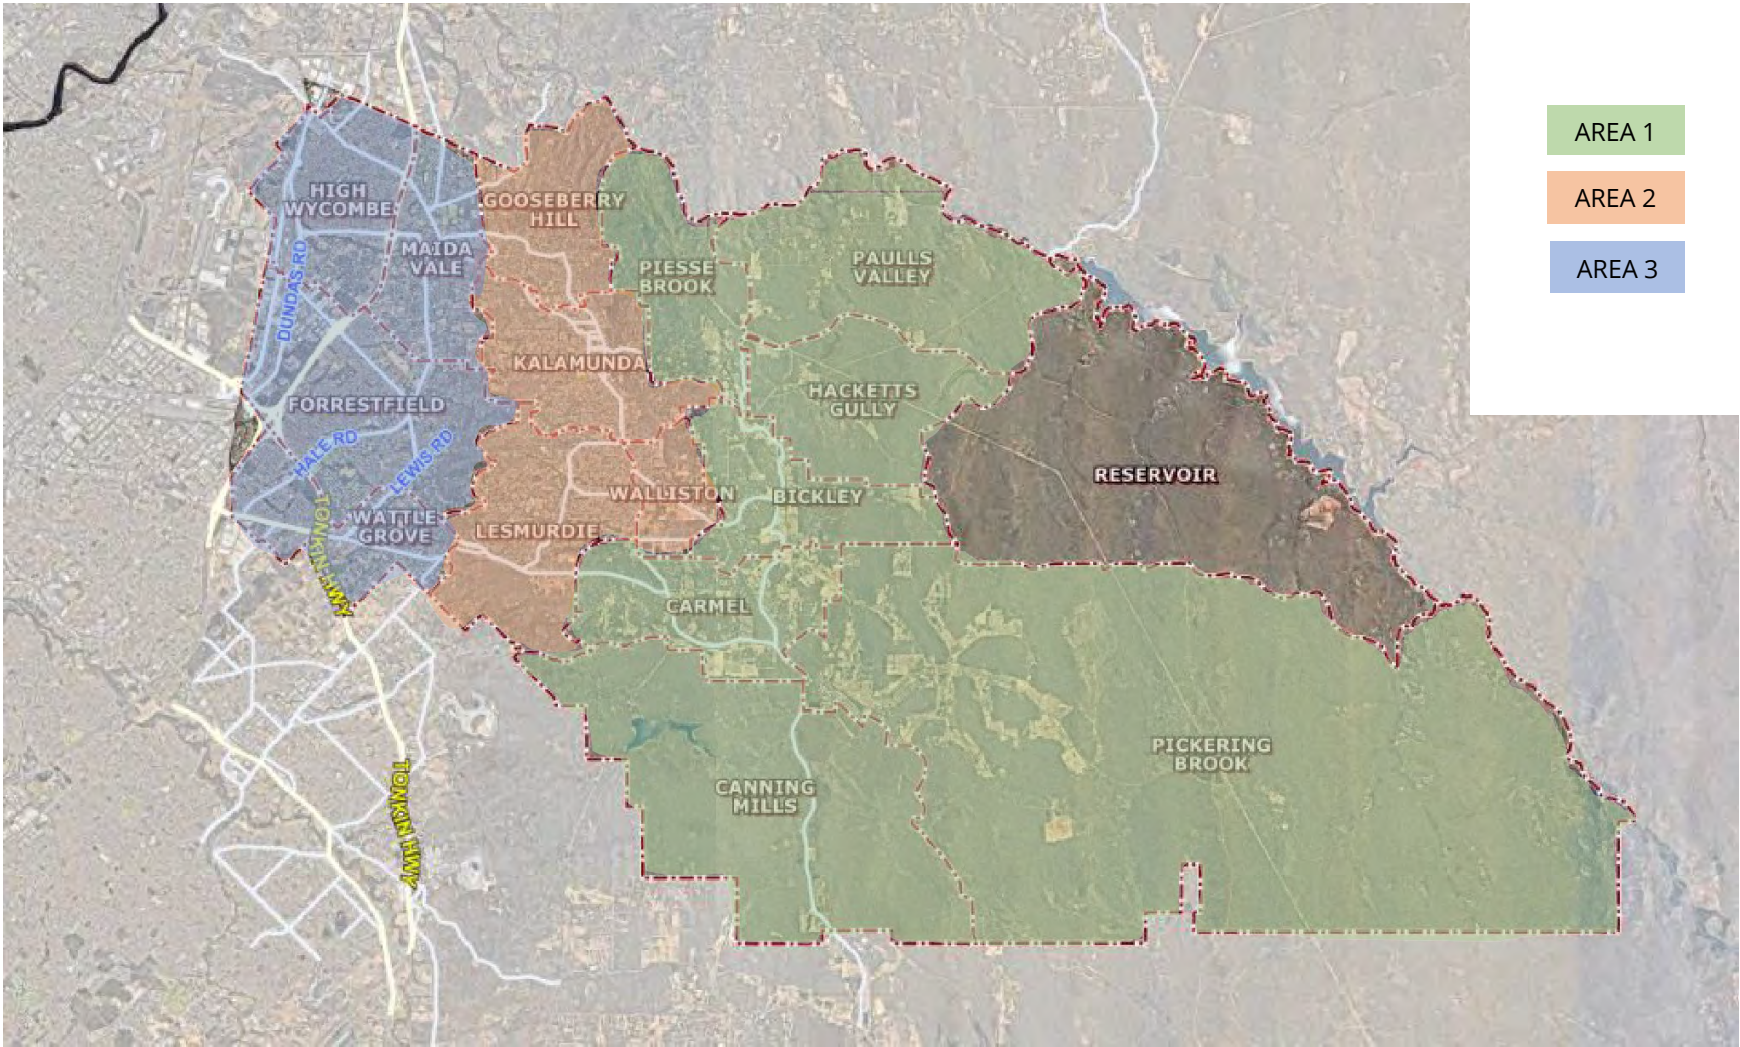 AREA 1
AREA 2
AREA 3
HIGH
WYCOMBE
GOOSEBERRY
HILL
MAIDA
VALE
PIESSE
BROOK
PAULLS
VALLEY
DUNDAS RD
KALAMUNDA
HACKETTS
GULLY
FORRESTFIELD
HALE RD
LEWIS RD
RESERVOIR
WALLISTON
BICKLEY
WATTLE
GROVE
LESMURDIE
TONKIN HWY
CARMEL
PICKERING
BROOK
CANNING
MILLS
TONKIN HWY